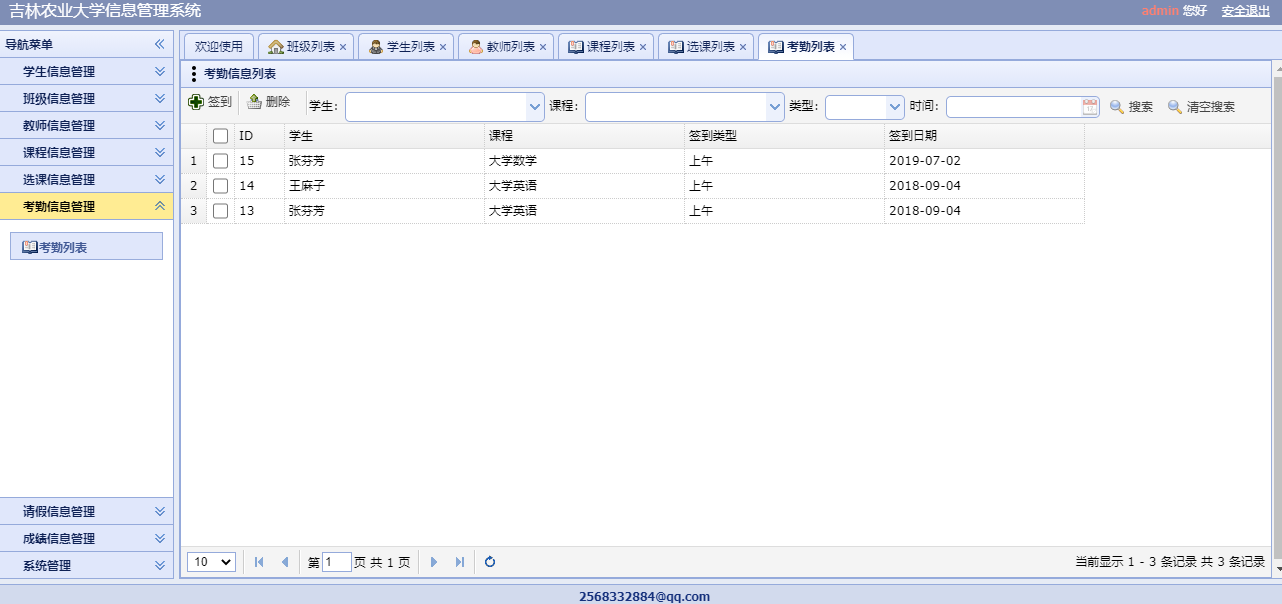 吉林农业大学信息管理系统
admin 您好 安全退出
导航菜单
学生信息管理
班级信息管理
教师信息管理
课程信息管理
选课信息管理
考勤信息管理
考勤列表
请假信息管理
成绩信息管理
系统管理
欢迎使用 班级列表 学生列表 教师列表 课程列表 选课列表 考勤列表
考勤信息列表
签到 删除 学生: 课程: 类型: 时间: 搜索 清空搜索
ID 学生 课程 签到类型 签到日期
1 15 张芬芳 大学数学 上午 2019-07-02
2 14 王麻子 大学英语 上午 2018-09-04
3 13 张芬芳 大学英语 上午 2018-09-04
10 第 1 页 共 1 页 当前显示 1 - 3 条记录 共 3 条记录
2568332884@qq.com